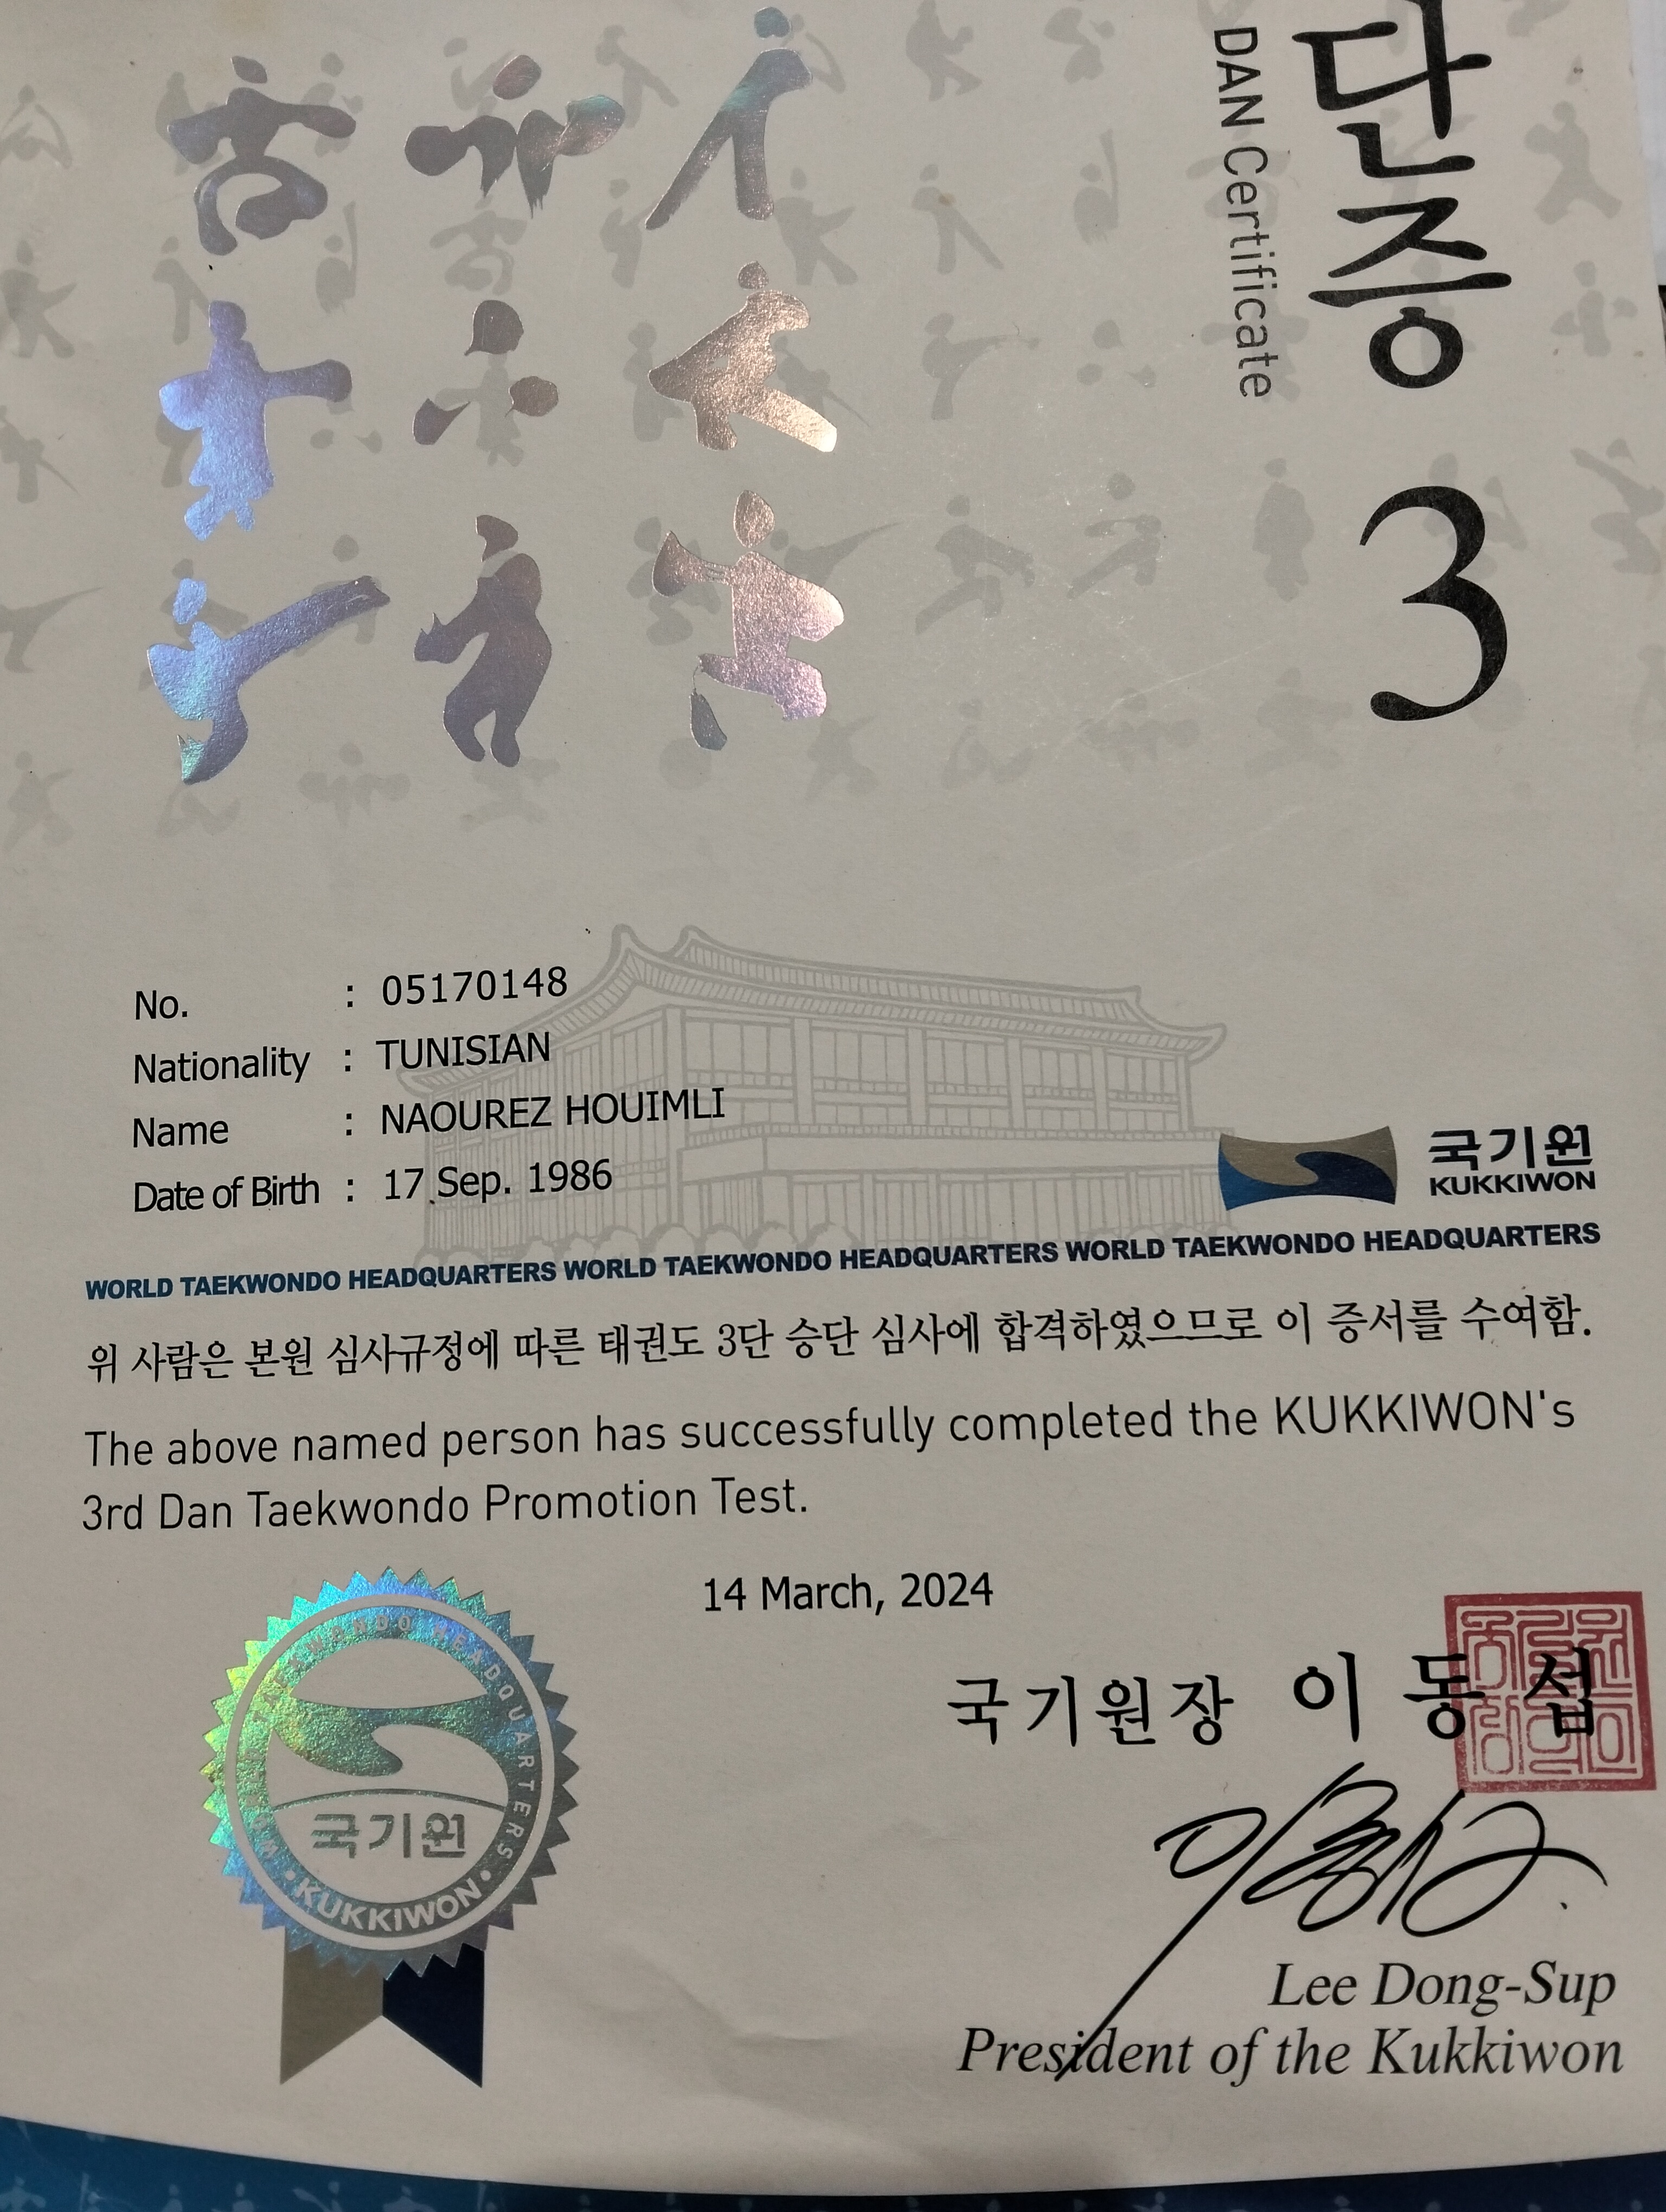 단증
DAN Certificate
3
No. : 05170148
Nationality : TUNISIAN
Name : NAOUREZ HOUIMLI
Date of Birth : 17 Sep. 1986
국기원
KUKKIWON
WORLD TAEKWONDO HEADQUARTERS WORLD TAEKWONDO HEADQUARTERS WORLD TAEKWONDO HEADQUARTERS
위 사람은 본원 심사규정에 따른 태권도 3단 승단 심사에 합격하였으므로 이 증서를 수여함.
The above named person has successfully completed the KUKKIWON's
3rd Dan Taekwondo Promotion Test.
14 March, 2024
WORLD TAEKWONDO HEADQUARTERS
국기원
• KUKKIWON •
국기원장 이 동 섭
Lee Dong-Sup
President of the Kukkiwon